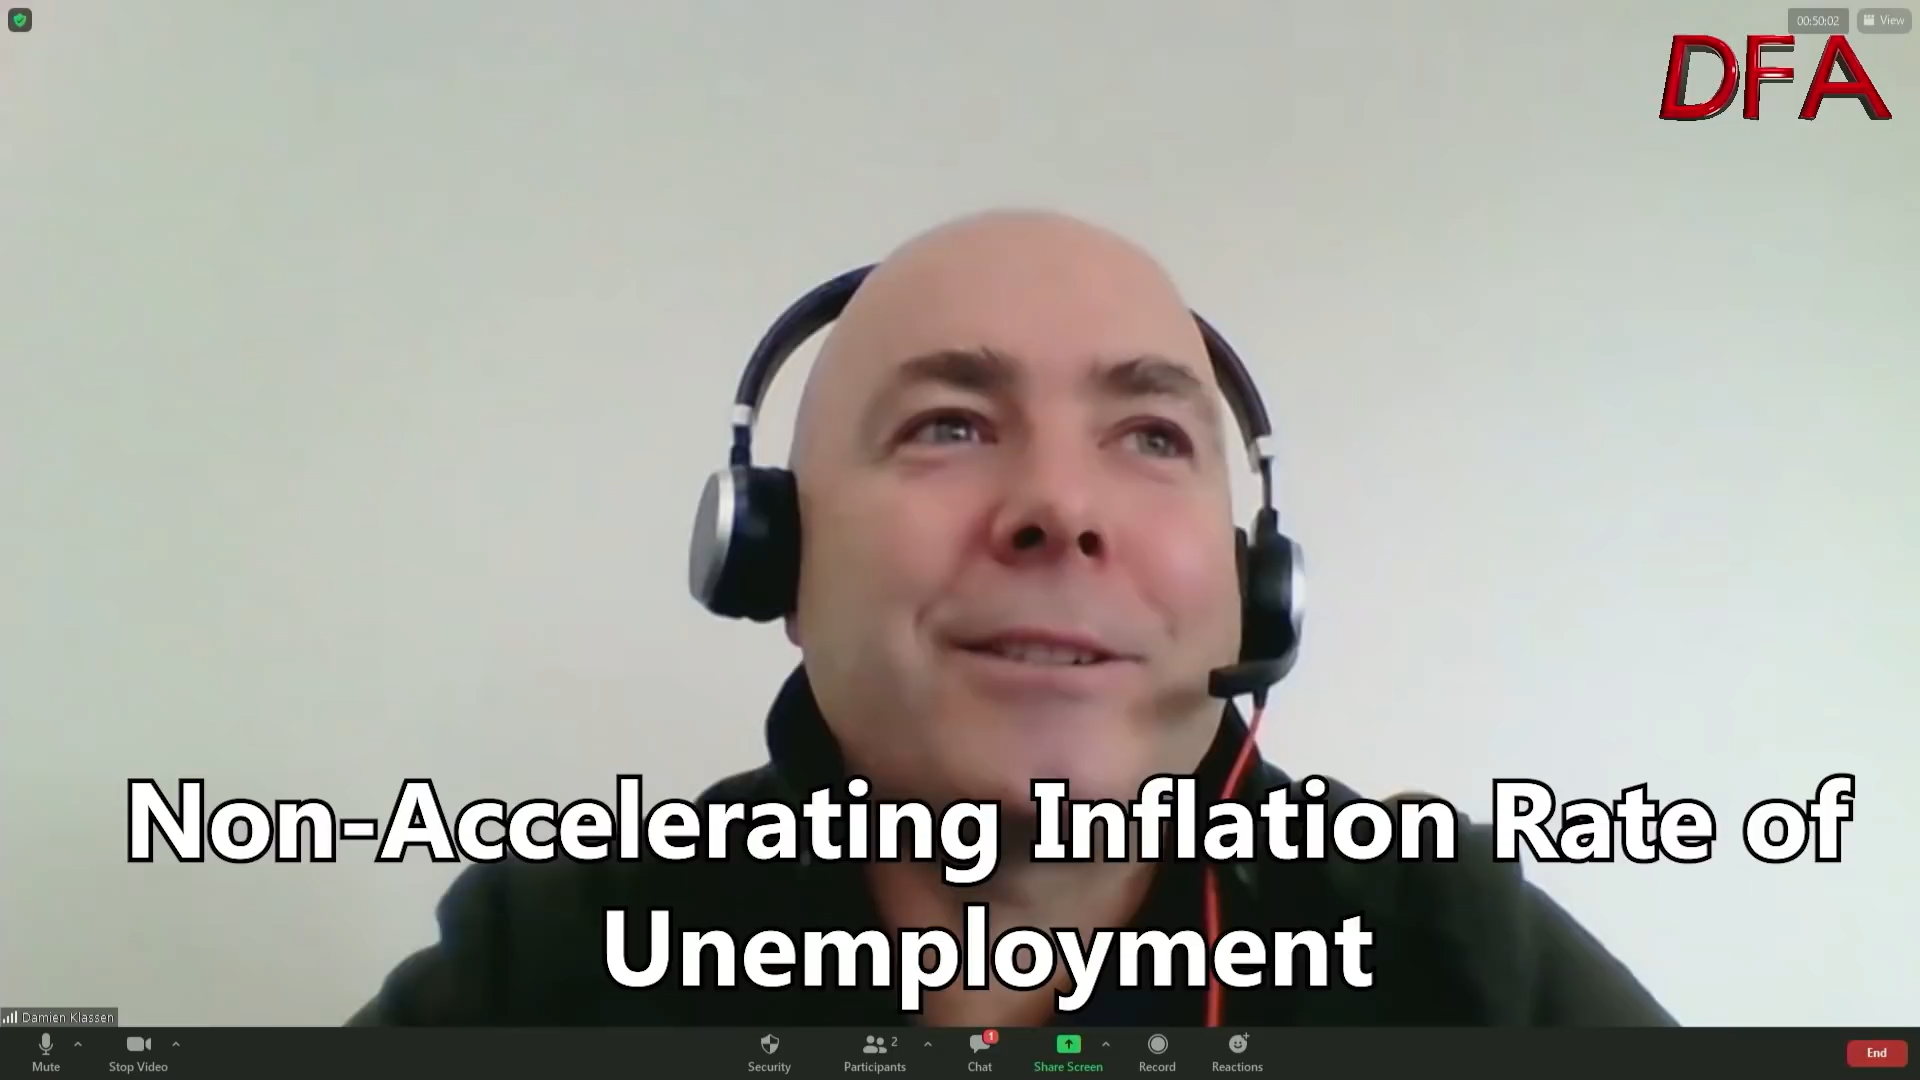 00:50:02
View
DFA
Non-Accelerating Inflation Rate of
Unemployment
Damien Klassen
Mute
Stop Video
Security
2
Participants
1
Chat
Share Screen
Record
Reactions
End